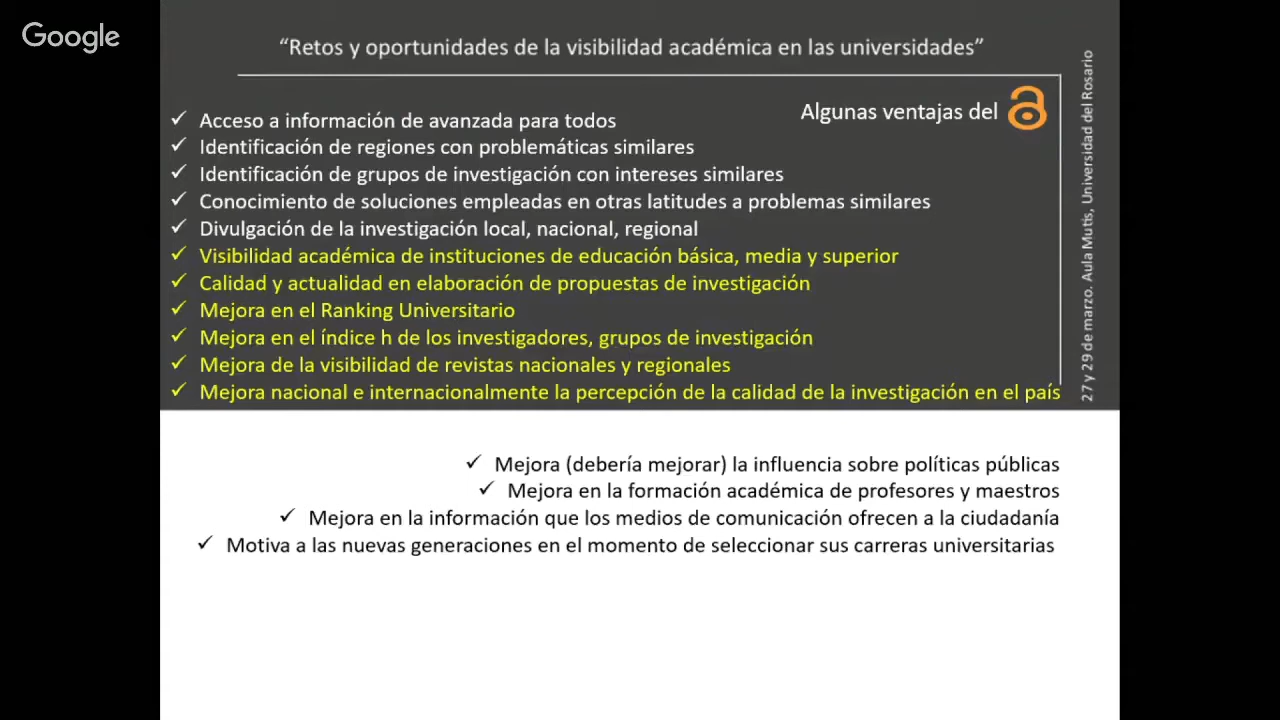 Google
“Retos y oportunidades de la visibilidad académica en las universidades”
Algunas ventajas del
✓ Acceso a información de avanzada para todos
✓ Identificación de regiones con problemáticas similares
✓ Identificación de grupos de investigación con intereses similares
✓ Conocimiento de soluciones empleadas en otras latitudes a problemas similares
✓ Divulgación de la investigación local, nacional, regional
✓ Visibilidad académica de instituciones de educación básica, media y superior
✓ Calidad y actualidad en elaboración de propuestas de investigación
✓ Mejora en el Ranking Universitario
✓ Mejora en el índice h de los investigadores, grupos de investigación
✓ Mejora de la visibilidad de revistas nacionales y regionales
✓ Mejora nacional e internacionalmente la percepción de la calidad de la investigación en el país
27 y 29 de marzo. Aula Mutis, Universidad del Rosario
✓ Mejora (debería mejorar) la influencia sobre políticas públicas
✓ Mejora en la formación académica de profesores y maestros
✓ Mejora en la información que los medios de comunicación ofrecen a la ciudadanía
✓ Motiva a las nuevas generaciones en el momento de seleccionar sus carreras universitarias